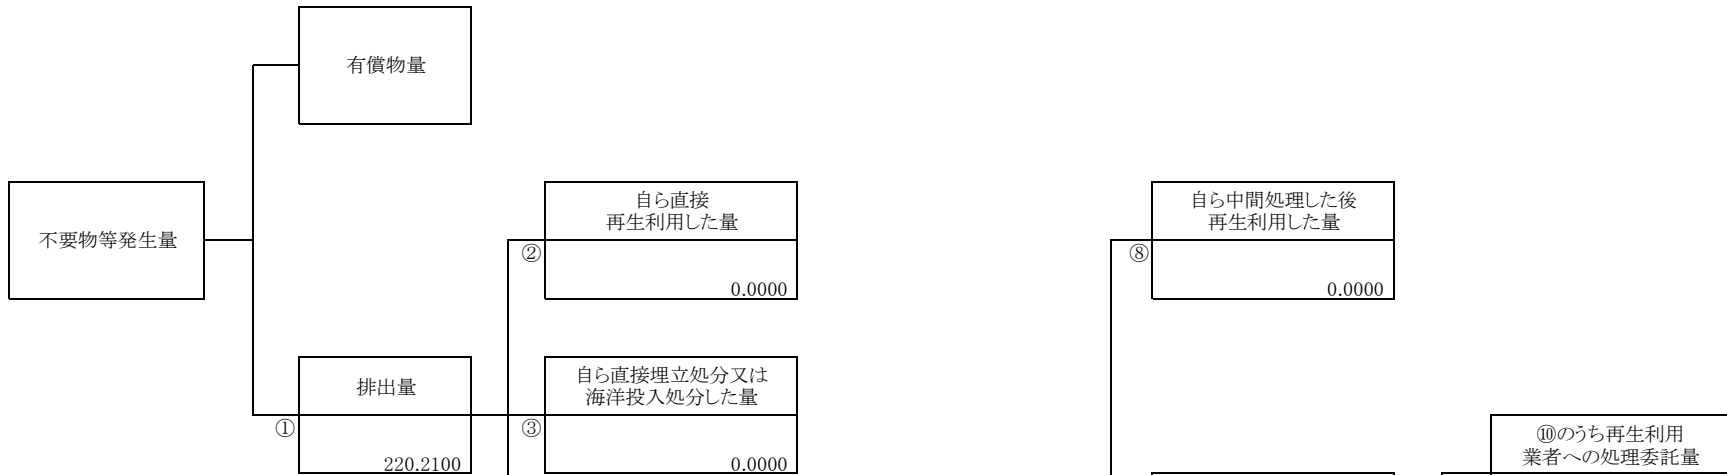 有償物量
不要物等発生量
自ら直接
再生利用した量
②
0.0000
自ら中間処理した後
再生利用した量
⑧
0.0000
排出量
①
220.2100
自ら直接埋立処分又は
海洋投入処分した量
③
0.0000
⑩のうち再生利用
業者への処理委託量